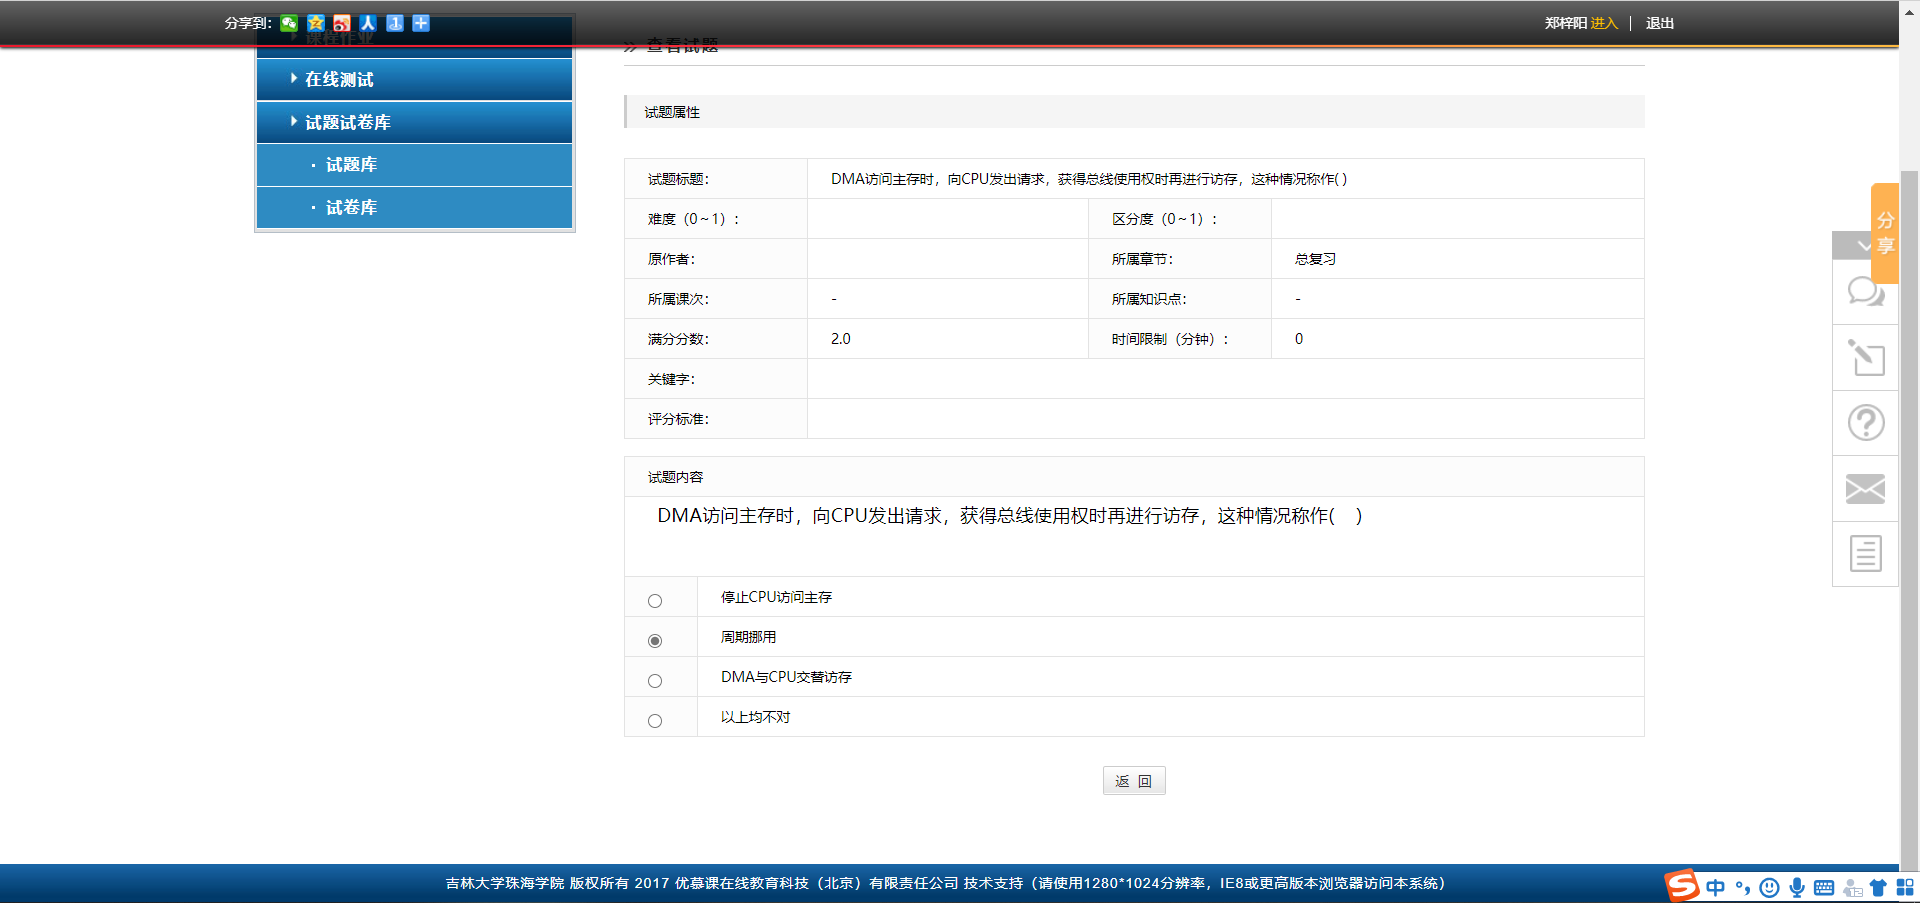 分享到：
郑梓阳 进入 | 退出
课程作业
在线测试
试题试卷库
· 试题库
· 试卷库
>> 查看试题
试题属性
试题标题： DMA访问主存时，向CPU发出请求，获得总线使用权时再进行访存，这种情况称作( )
难度（0～1）： 区分度（0～1）：
原作者： 所属章节： 总复习
所属课次： - 所属知识点： -
满分分数： 2.0 时间限制（分钟）： 0
关键字：
评分标准：
试题内容
DMA访问主存时，向CPU发出请求，获得总线使用权时再进行访存，这种情况称作( )
停止CPU访问主存
周期挪用
DMA与CPU交替访存
以上均不对
返 回
分享
吉林大学珠海学院 版权所有 2017 优慕课在线教育科技（北京）有限责任公司 技术支持（请使用1280*1024分辨率，IE8或更高版本浏览器访问本系统）
中